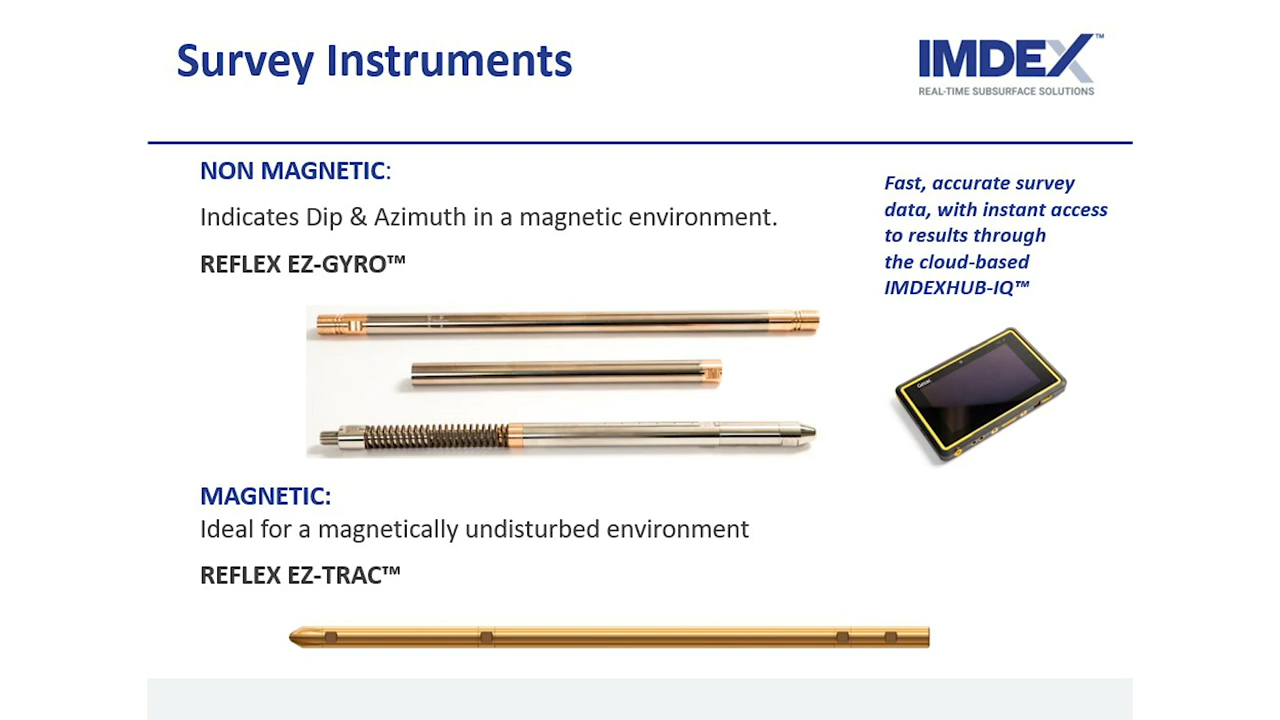 Survey Instruments
IMDEX™
REAL-TIME SUBSURFACE SOLUTIONS
NON MAGNETIC:
Indicates Dip & Azimuth in a magnetic environment.
REFLEX EZ-GYRO™
Fast, accurate survey
data, with instant access
to results through
the cloud-based
IMDEXHUB-IQ™
Getac
MAGNETIC:
Ideal for a magnetically undisturbed environment
REFLEX EZ-TRAC™